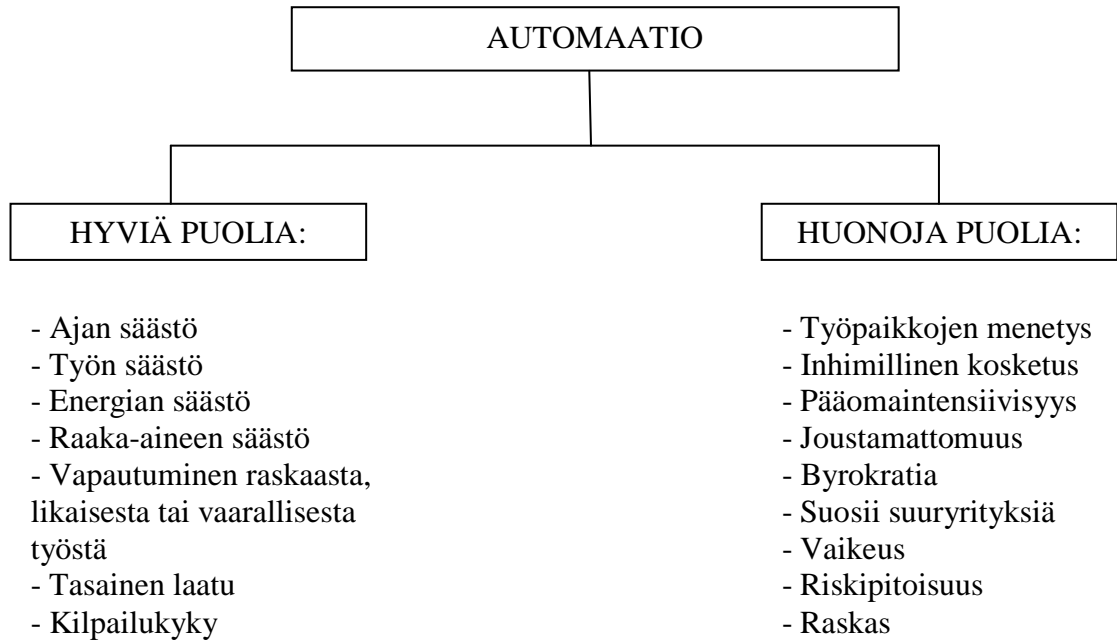 AUTOMAATIO
HYVIÄ PUOLIA:
- Ajan säästö
- Työn säästö
- Energian säästö
- Raaka-aineen säästö
- Vapautuminen raskaasta,
likaisesta tai vaarallisesta
työstä
- Tasainen laatu
- Kilpailukyky
HUONOJA PUOLIA:
- Työpaikkojen menetys
- Inhimillinen kosketus
- Pääomaintensiivisyys
- Joustamattomuus
- Byrokratia
- Suosii suuryrityksiä
- Vaikeus
- Riskipitoisuus
- Raskas